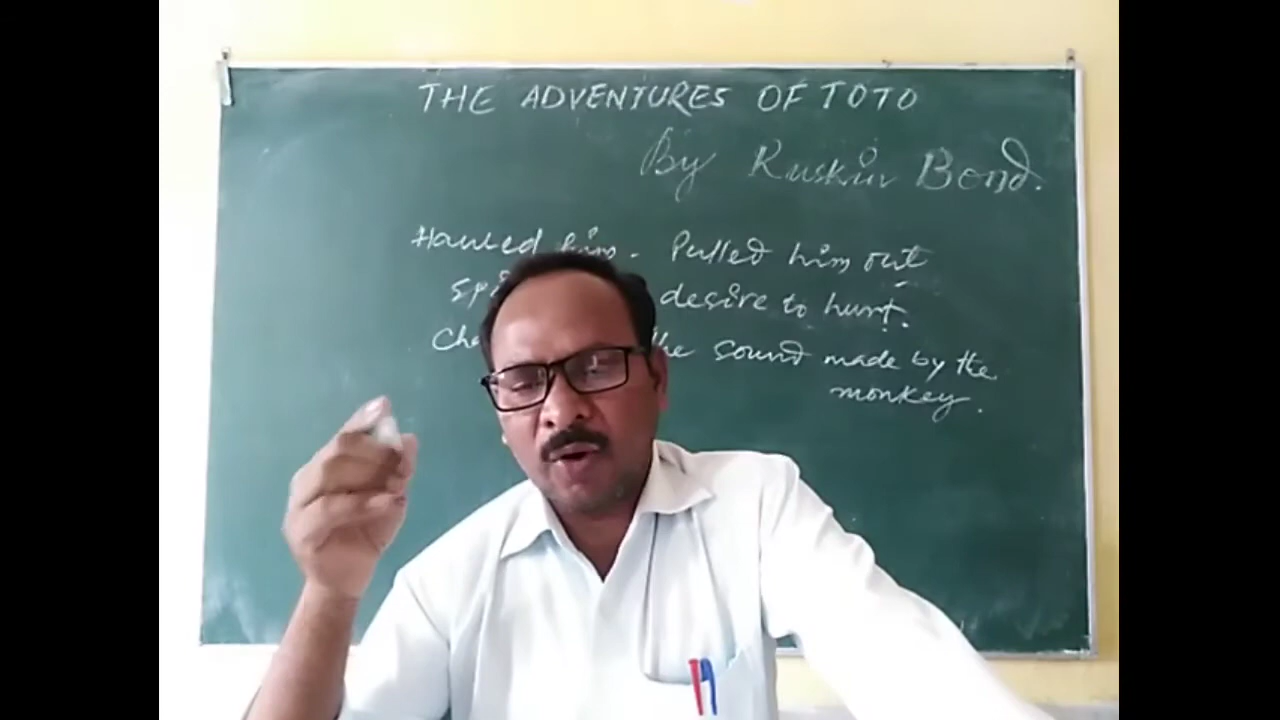 THE ADVENTURES OF TOTO
By Ruskin Bond.
Hauled him. Pulled him out
desire to hurt.
the sound made by the
monkey.